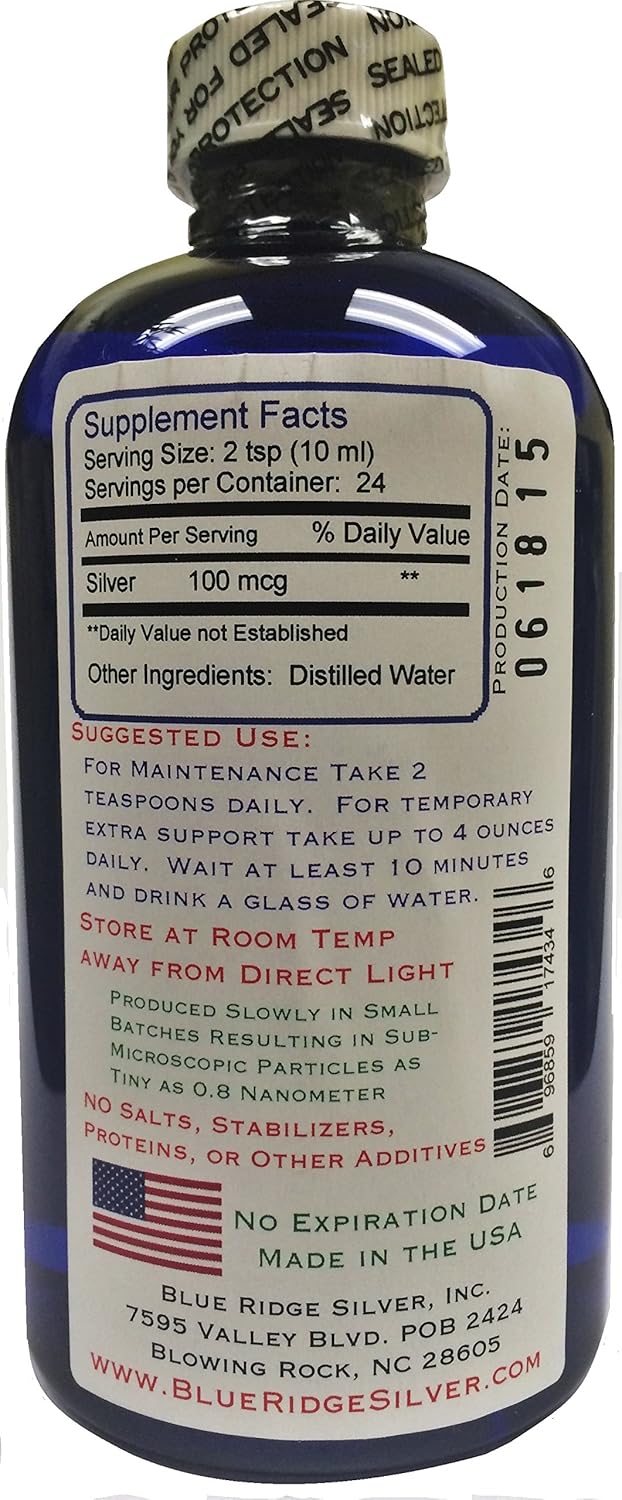 SEALED FOR
PROTECTION
SEALED
PROTECTION
SEALED
Supplement Facts
Serving Size: 2 tsp (10 ml)
Servings per Container: 24
Amount Per Serving % Daily Value
Silver 100 mcg **
**Daily Value not Established
Other Ingredients: Distilled Water
PRODUCTION DATE:
061815
SUGGESTED USE:
FOR MAINTENANCE TAKE 2
TEASPOONS DAILY. FOR TEMPORARY
EXTRA SUPPORT TAKE UP TO 4 OUNCES
DAILY. WAIT AT LEAST 10 MINUTES
AND DRINK A GLASS OF WATER.
STORE AT ROOM TEMP
AWAY FROM DIRECT LIGHT
PRODUCED SLOWLY IN SMALL
BATCHES RESULTING IN SUB-
MICROSCOPIC PARTICLES AS
TINY AS 0.8 NANOMETER
NO SALTS, STABILIZERS,
PROTEINS, OR OTHER ADDITIVES
6 96859 17434 6
NO EXPIRATION DATE
MADE IN THE USA
BLUE RIDGE SILVER, INC.
7595 VALLEY BLVD. POB 2424
BLOWING ROCK, NC 28605
WWW.BLUERIDGESILVER.COM